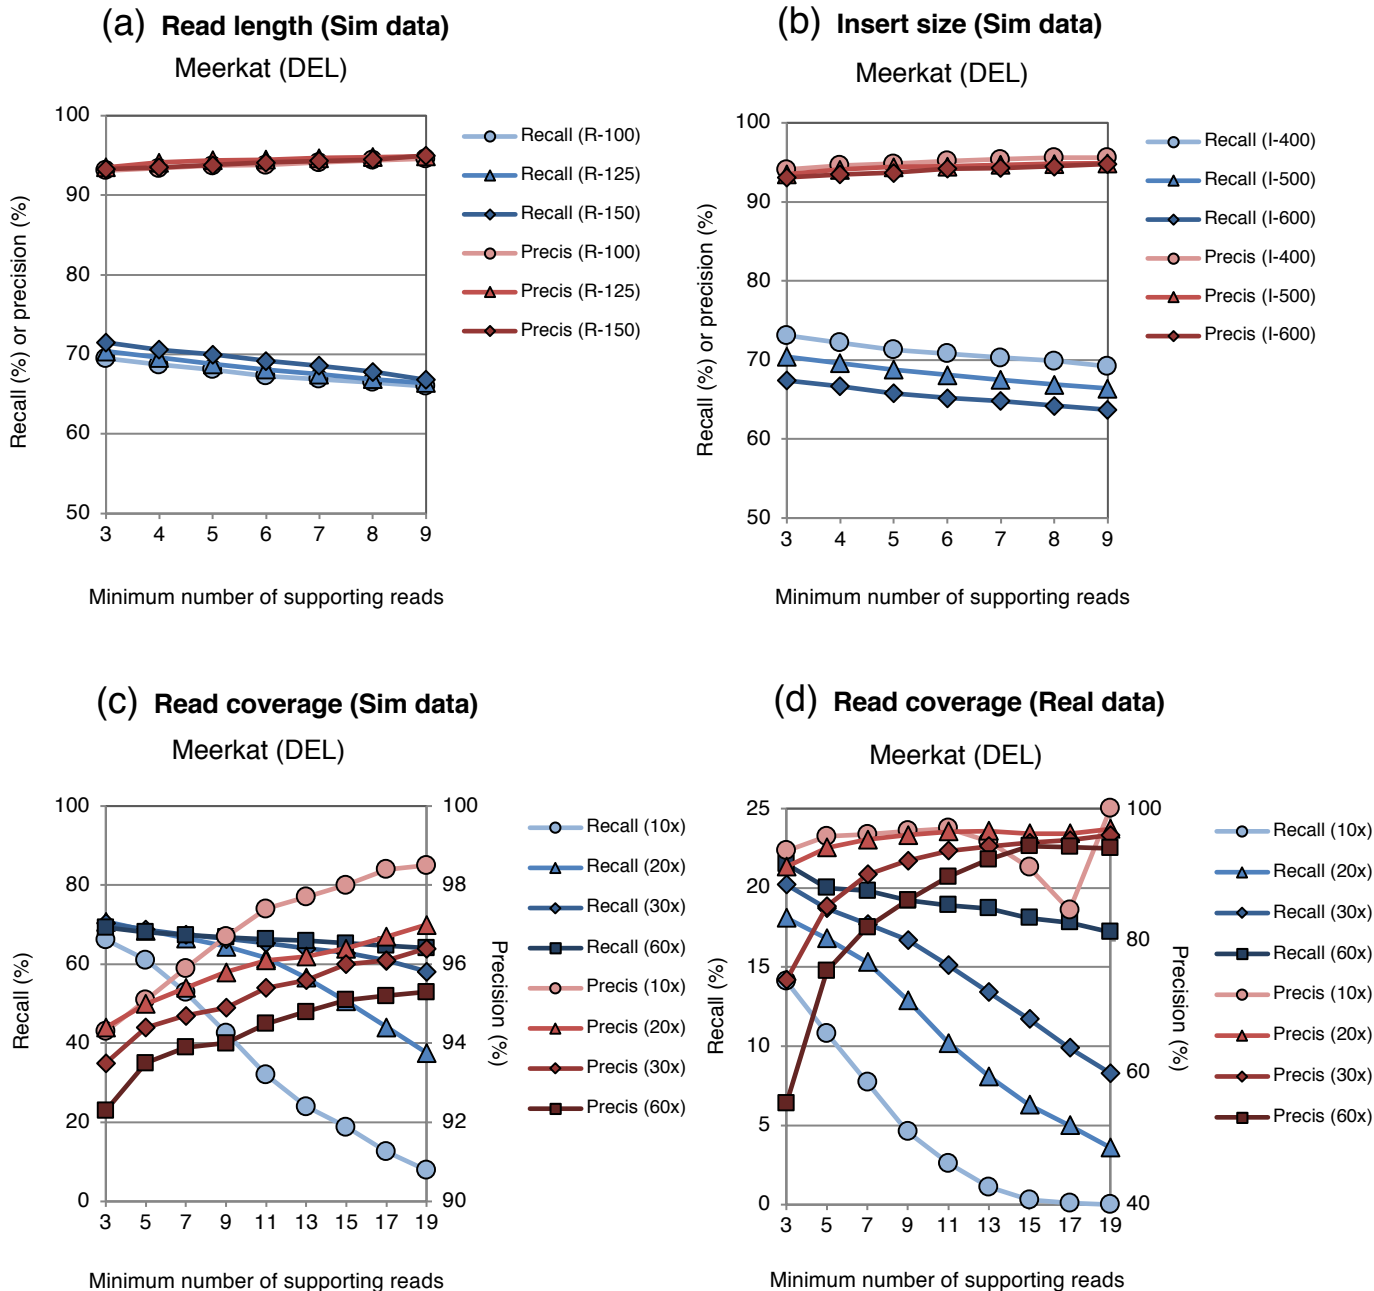 (a) Read length (Sim data)
Meerkat (DEL)
100
90
80
70
60
50
3 4 5 6 7 8 9
Recall (%) or precision (%)
Minimum number of supporting reads
Recall (R-100)
Recall (R-125)
Recall (R-150)
Precis (R-100)
Precis (R-125)
Precis (R-150)
(b) Insert size (Sim data)
Meerkat (DEL)
100
90
80
70
60
50
3 4 5 6 7 8 9
Recall (%) or precision (%)
Minimum number of supporting reads
Recall (I-400)
Recall (I-500)
Recall (I-600)
Precis (I-400)
Precis (I-500)
Precis (I-600)
(c) Read coverage (Sim data)
Meerkat (DEL)
100
80
60
40
20
0
Recall (%)
100
98
96
94
92
90
Precision (%)
3 5 7 9 11 13 15 17 19
Minimum number of supporting reads
Recall (10x)
Recall (20x)
Recall (30x)
Recall (60x)
Precis (10x)
Precis (20x)
Precis (30x)
Precis (60x)
(d) Read coverage (Real data)
Meerkat (DEL)
25
20
15
10
5
0
Recall (%)
100
80
60
40
Precision (%)
3 5 7 9 11 13 15 17 19
Minimum number of supporting reads
Recall (10x)
Recall (20x)
Recall (30x)
Recall (60x)
Precis (10x)
Precis (20x)
Precis (30x)
Precis (60x)